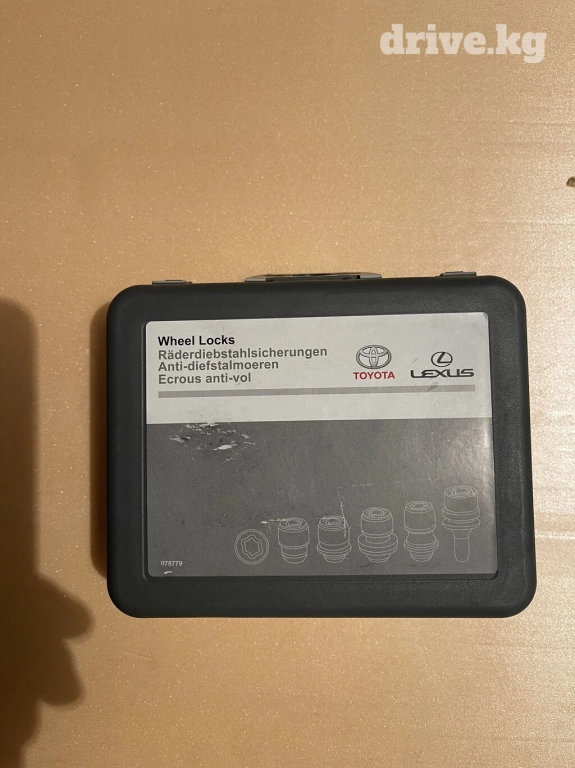 drive.kg
Wheel Locks
Räderdiebstahlsicherungen
Anti-diefstalmoeren
Ecrous anti-vol
TOYOTA
LEXUS
078779